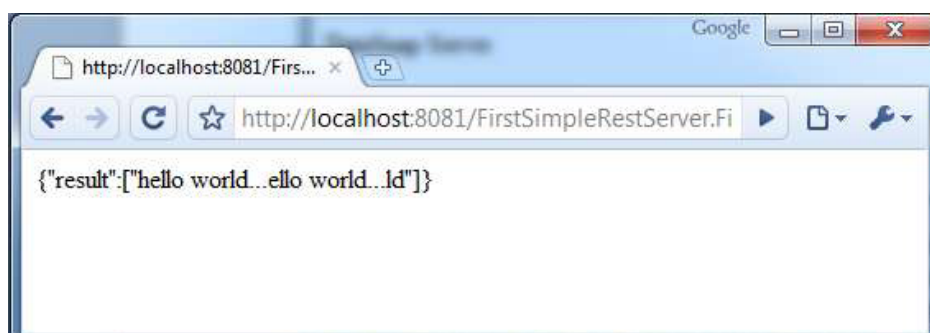 Google
http://localhost:8081/Firs...
http://localhost:8081/FirstSimpleRestServer.Fi
{"result":["hello world...ello world...ld"]}